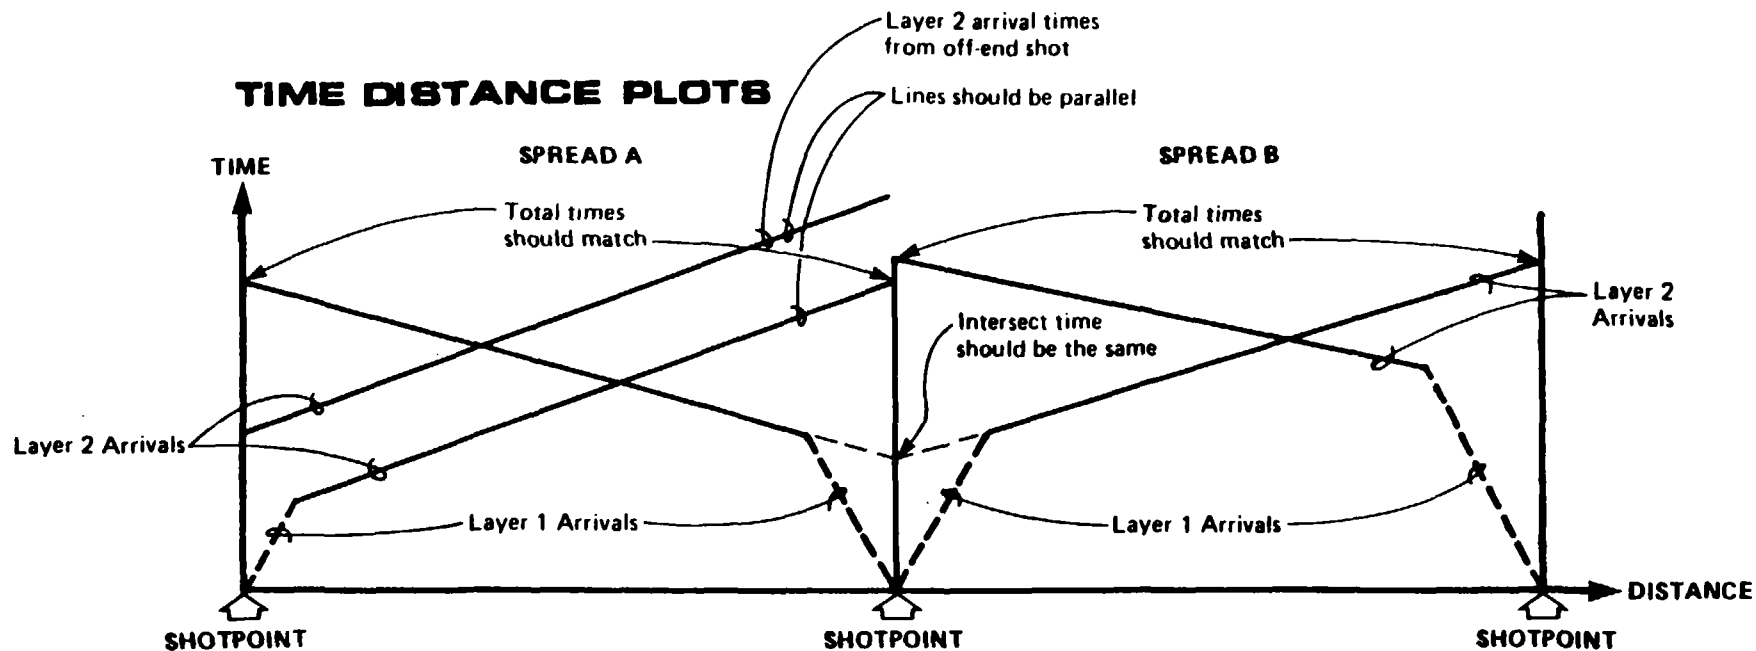 Layer 2 arrival times
from off-end shot
TIME DISTANCE PLOTS
Lines should be parallel
SPREAD A
SPREAD B
TIME
Total times
should match
Total times
should match
Layer 2
Arrivals
Intersect time
should be the same
Layer 2 Arrivals
Layer 1 Arrivals
Layer 1 Arrivals
DISTANCE
SHOTPOINT
SHOTPOINT
SHOTPOINT